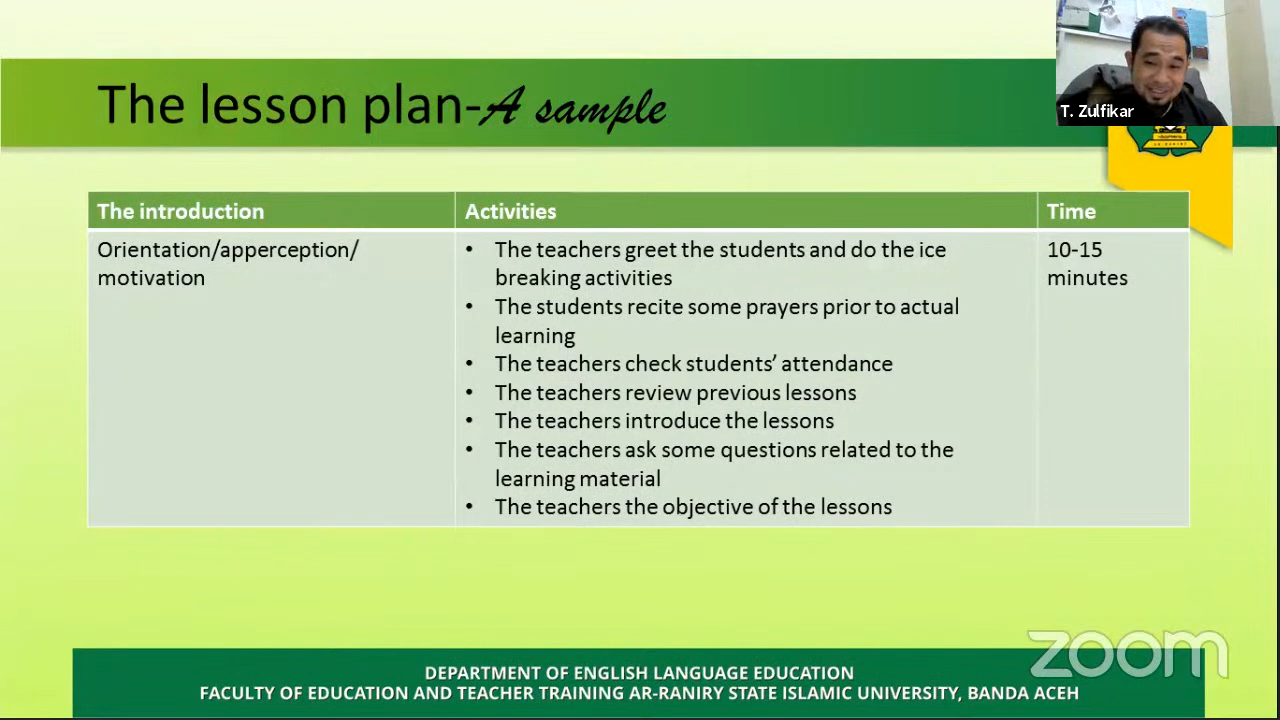 T. Zulfikar
The lesson plan-A sample
The introduction
Activities
Time
Orientation/apperception/
motivation
• The teachers greet the students and do the ice
breaking activities
• The students recite some prayers prior to actual
learning
• The teachers check students’ attendance
• The teachers review previous lessons
• The teachers introduce the lessons
• The teachers ask some questions related to the
learning material
• The teachers the objective of the lessons
10-15
minutes
zoom
DEPARTMENT OF ENGLISH LANGUAGE EDUCATION
FACULTY OF EDUCATION AND TEACHER TRAINING AR-RANIRY STATE ISLAMIC UNIVERSITY, BANDA ACEH